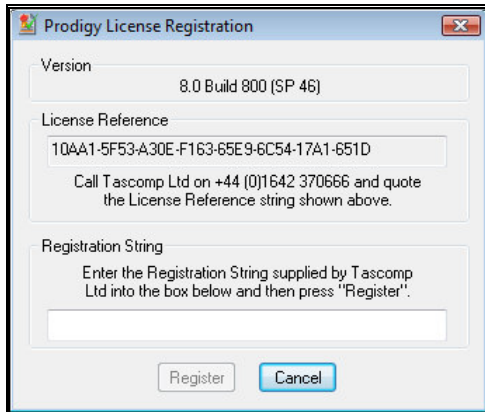 Prodigy License Registration
Version
8.0 Build 800 (SP 46)
License Reference
10AA1-5F53-A30E-F163-65E9-6C54-17A1-651D
Call Tascomp Ltd on +44 (0)1642 370666 and quote
the License Reference string shown above.
Registration String
Enter the Registration String supplied by Tascomp
Ltd into the box below and then press "Register".
Register
Cancel